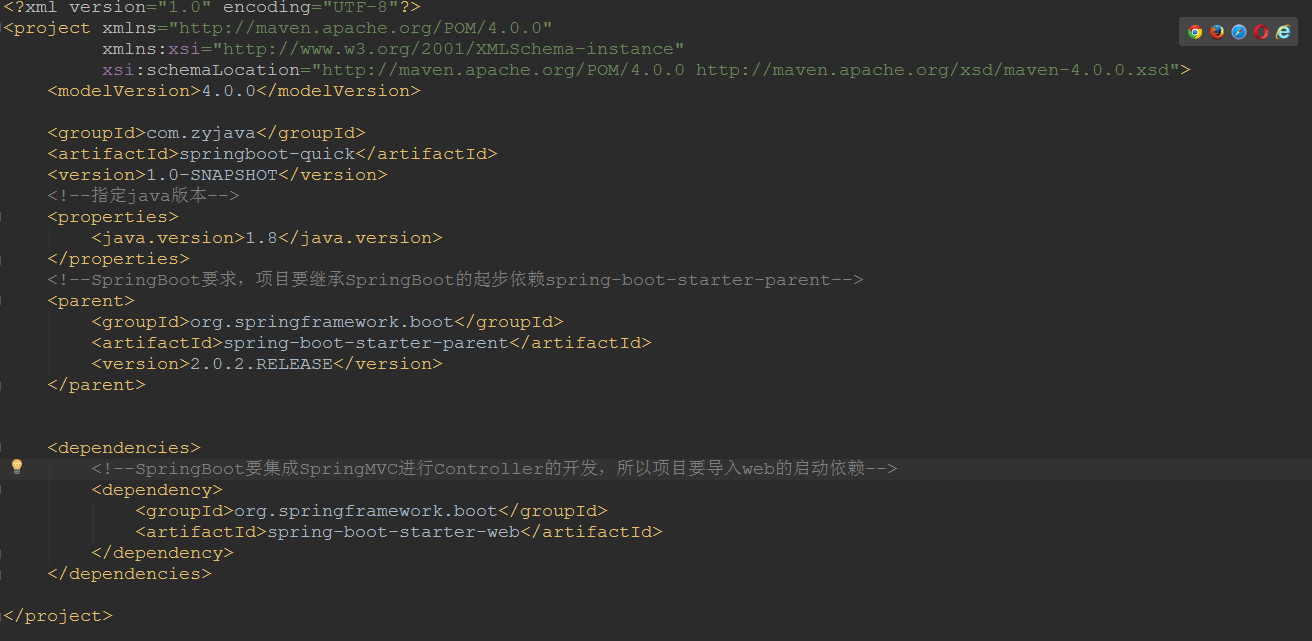 <?xml version="1.0" encoding="UTF-8"?>
<project xmlns="http://maven.apache.org/POM/4.0.0"
         xmlns:xsi="http://www.w3.org/2001/XMLSchema-instance"
         xsi:schemaLocation="http://maven.apache.org/POM/4.0.0 http://maven.apache.org/xsd/maven-4.0.0.xsd">
    <modelVersion>4.0.0</modelVersion>

    <groupId>com.zyjava</groupId>
    <artifactId>springboot-quick</artifactId>
    <version>1.0-SNAPSHOT</version>
    <!--指定java版本-->
    <properties>
        <java.version>1.8</java.version>
    </properties>
    <!--SpringBoot要求，项目要继承SpringBoot的起步依赖spring-boot-starter-parent-->
    <parent>
        <groupId>org.springframework.boot</groupId>
        <artifactId>spring-boot-starter-parent</artifactId>
        <version>2.0.2.RELEASE</version>
    </parent>


    <dependencies>
        <!--SpringBoot要集成SpringMVC进行Controller的开发，所以项目要导入web的启动依赖-->
        <dependency>
            <groupId>org.springframework.boot</groupId>
            <artifactId>spring-boot-starter-web</artifactId>
        </dependency>
    </dependencies>

</project>